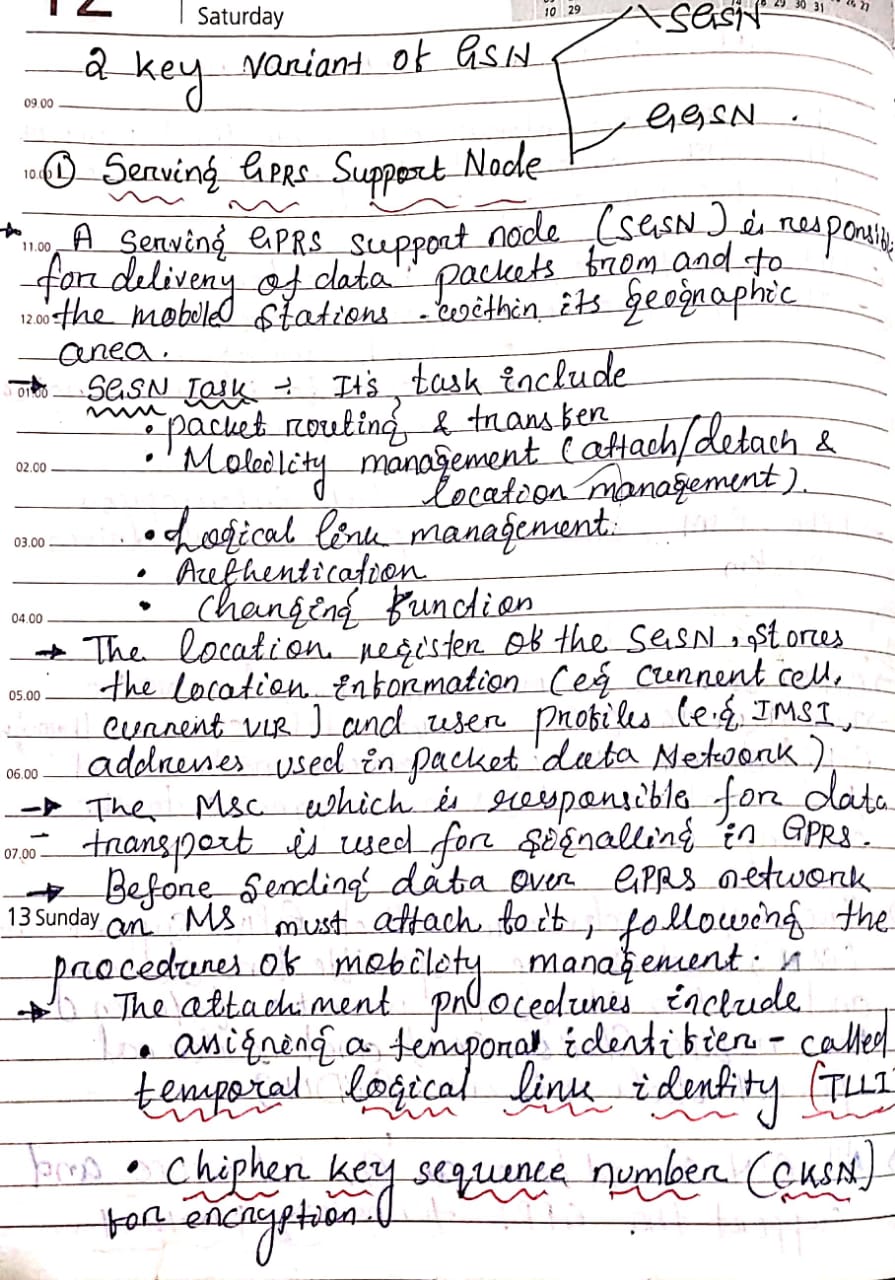 12 Saturday
10 29 29 30 31 26 27
2 key variant of GSN SGSN
09.00
GGSN .
10.00 ① Serving GPRS Support Node
11.00 A Serving GPRS support node (SGSN) is responsible
for delivery of data packets from and to
12.00 the mobile stations within its geographic
area.
01.00 → SGSN Task ÷ It's task include
• packet routing & transfer
02.00 • Mobility management (attach/detach &
location management).
03.00 • Logical link management.
• Authentication
04.00 • Changing function
→ The location register of the SGSN, stores
05.00 the location information (eg current cell,
current VLR) and user profiles (e.g IMSI,
06.00 addresses used in packet data Network)
→ The Msc which is responsible for data
07.00 transport is used for signalling in GPRS.
→ Before sending data over GPRS network
13 Sunday an MS must attach to it, following the
procedures of mobility management.
→ The attachment procedures include
• assigning a temporal identifier - called
temporal logical link identity (TLLI
• Chipher key sequence number (CKSN)
for encryption.